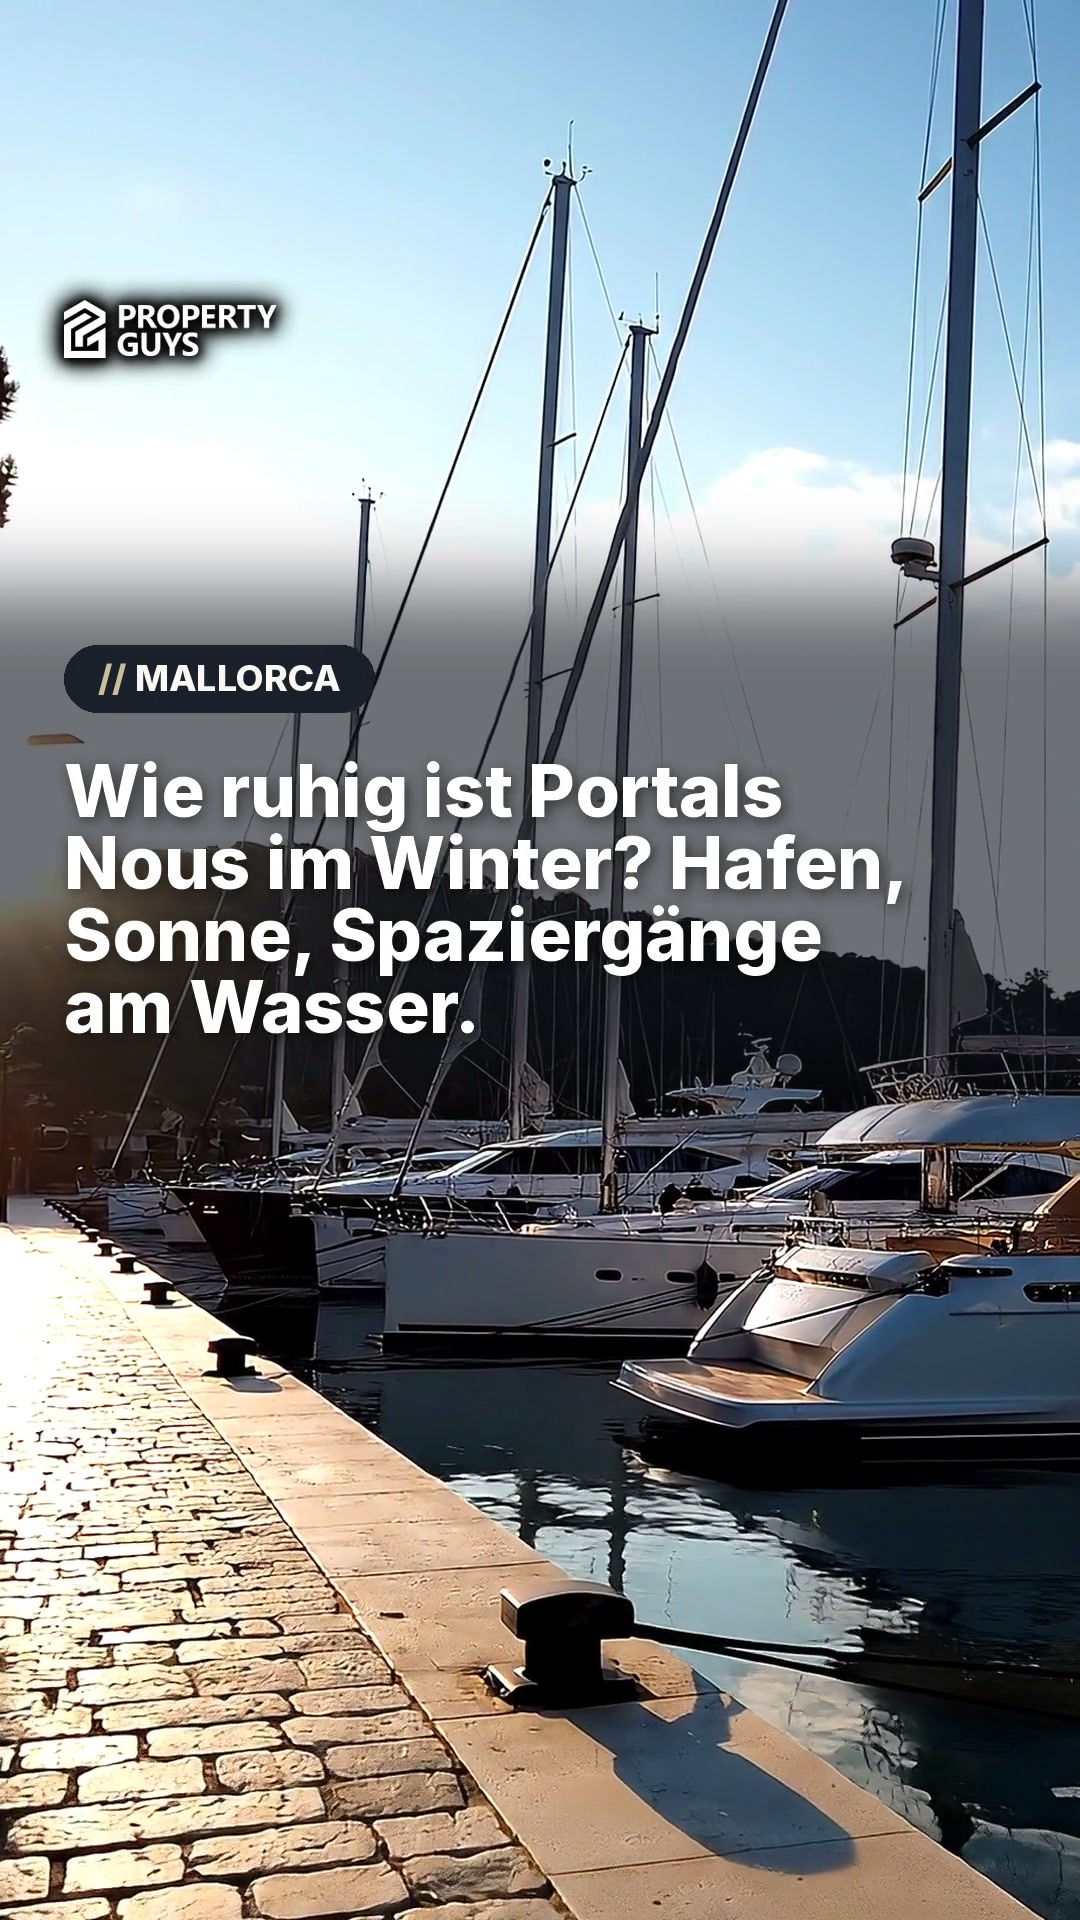 PROPERTY
GUYS
// MALLORCA
Wie ruhig ist Portals
Nous im Winter? Hafen,
Sonne, Spaziergänge
am Wasser.